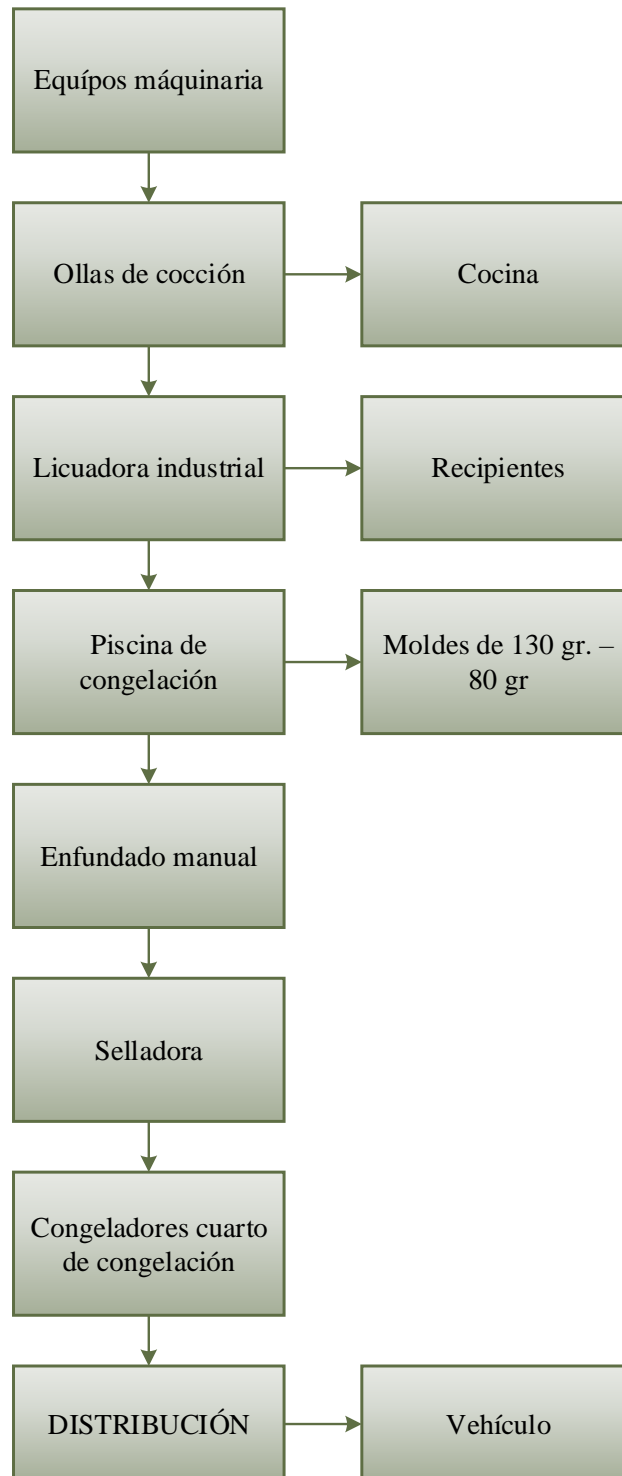 Equípos máquinaria
Ollas de cocción
Cocina
Licuadora industrial
Recipientes
Piscina de
congelación
Moldes de 130 gr. –
80 gr
Enfundado manual
Selladora
Congeladores cuarto
de congelación
DISTRIBUCIÓN
Vehículo